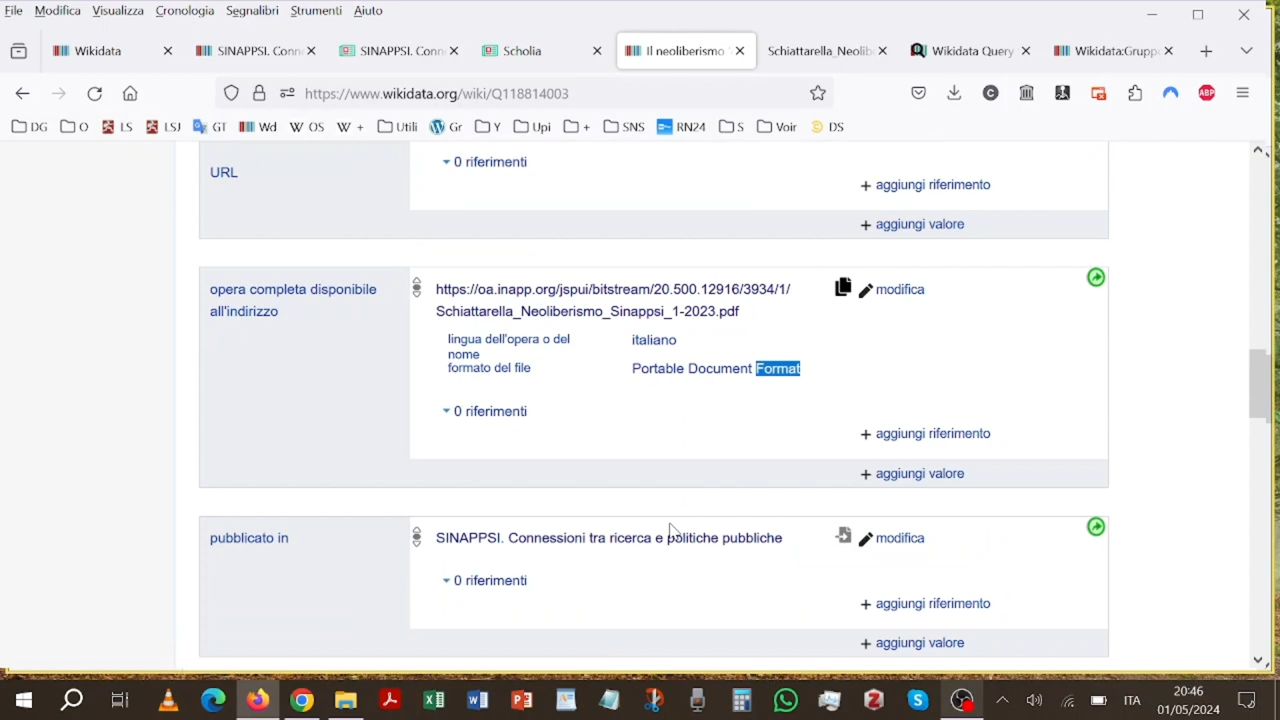 File Modifica Visualizza Cronologia Segnalibri Strumenti Aiuto
Wikidata SINAPPSI. Conn SINAPPSI. Conn Scholia Il neoliberismo Schiattarella_Neolib Wikidata Query Wikidata:Grupp
https://www.wikidata.org/wiki/Q118814003
DG O LS LSJ GT Wd OS + Utili Gr Y Upi + SNS RN24 S Voir DS
URL
0 riferimenti
+ aggiungi riferimento
+ aggiungi valore
opera completa disponibile
all'indirizzo
https://oa.inapp.org/jspui/bitstream/20.500.12916/3934/1/
Schiattarella_Neoliberismo_Sinappsi_1-2023.pdf
modifica
lingua dell'opera o del
nome
italiano
formato del file
Portable Document Format
0 riferimenti
+ aggiungi riferimento
+ aggiungi valore
pubblicato in
SINAPPSI. Connessioni tra ricerca e politiche pubbliche
modifica
0 riferimenti
+ aggiungi riferimento
+ aggiungi valore
ITA
20:46
01/05/2024